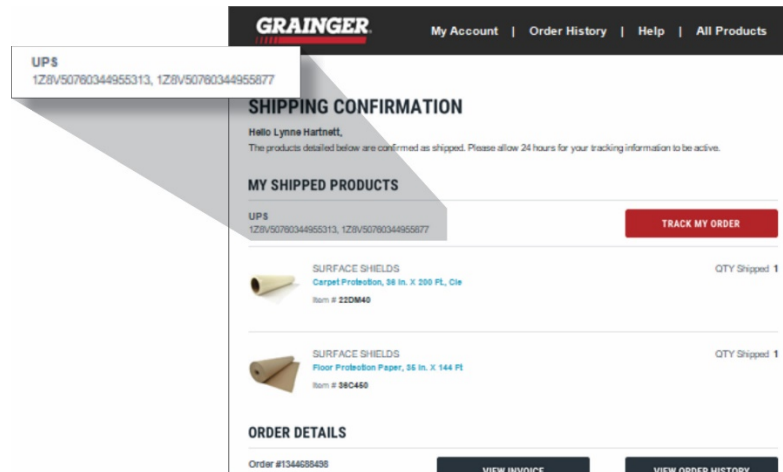 GRAINGER
My Account | Order History | Help | All Products
UPS
1Z8V50760344955313, 1Z8V50760344955877
SHIPPING CONFIRMATION
Hello Lynne Hartnett,
The products detailed below are confirmed as shipped. Please allow 24 hours for your tracking information to be active.
MY SHIPPED PRODUCTS
UPS
1Z8V50760344955313, 1Z8V50760344955877
TRACK MY ORDER
SURFACE SHIELDS
QTY Shipped 1
Carpet Protection, 36 In. X 200 Ft., Cle
Item # 22DM40
SURFACE SHIELDS
QTY Shipped 1
Floor Protection Paper, 35 In. X 144 Ft
Item # 36C450
ORDER DETAILS
Order #1344688498
VIEW INVOICE
VIEW ORDER HISTORY